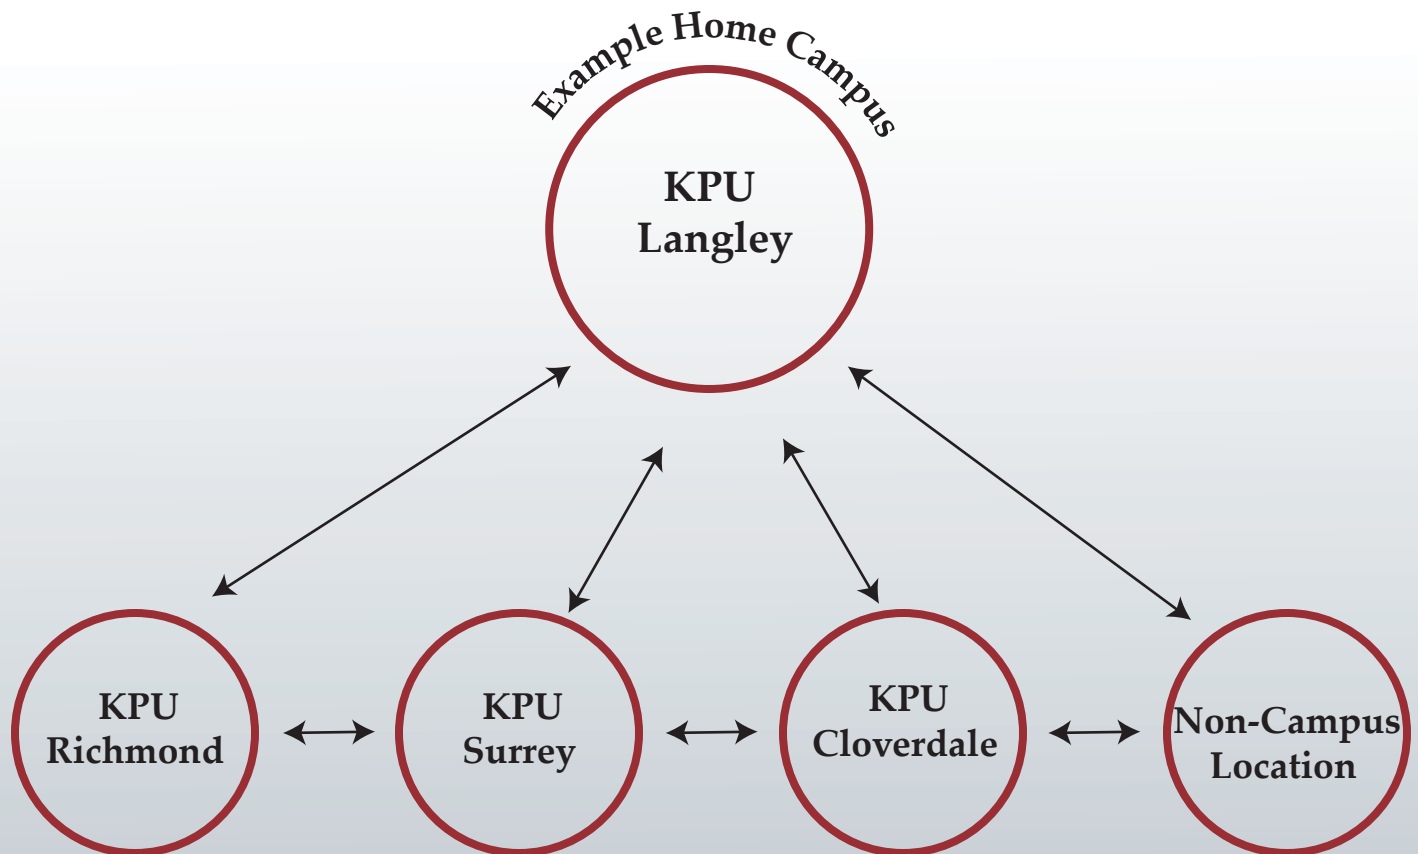 Example Home Campus
KPU
Langley
KPU
Richmond
KPU
Surrey
KPU
Cloverdale
Non-Campus
Location